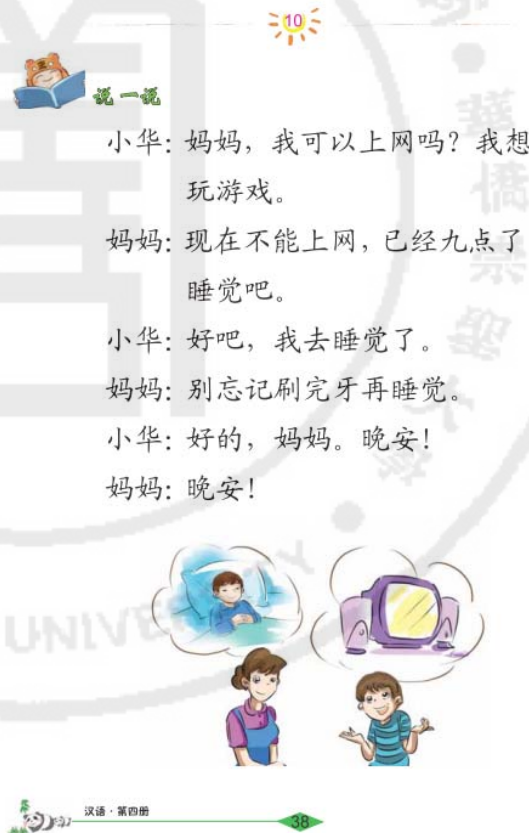 10
说一说
小华：妈妈，我可以上网吗？我想
玩游戏。
妈妈：现在不能上网，已经九点了
睡觉吧。
小华：好吧，我去睡觉了。
妈妈：别忘记刷完牙再睡觉。
小华：好的，妈妈。晚安！
妈妈：晚安！
汉语·第四册
38